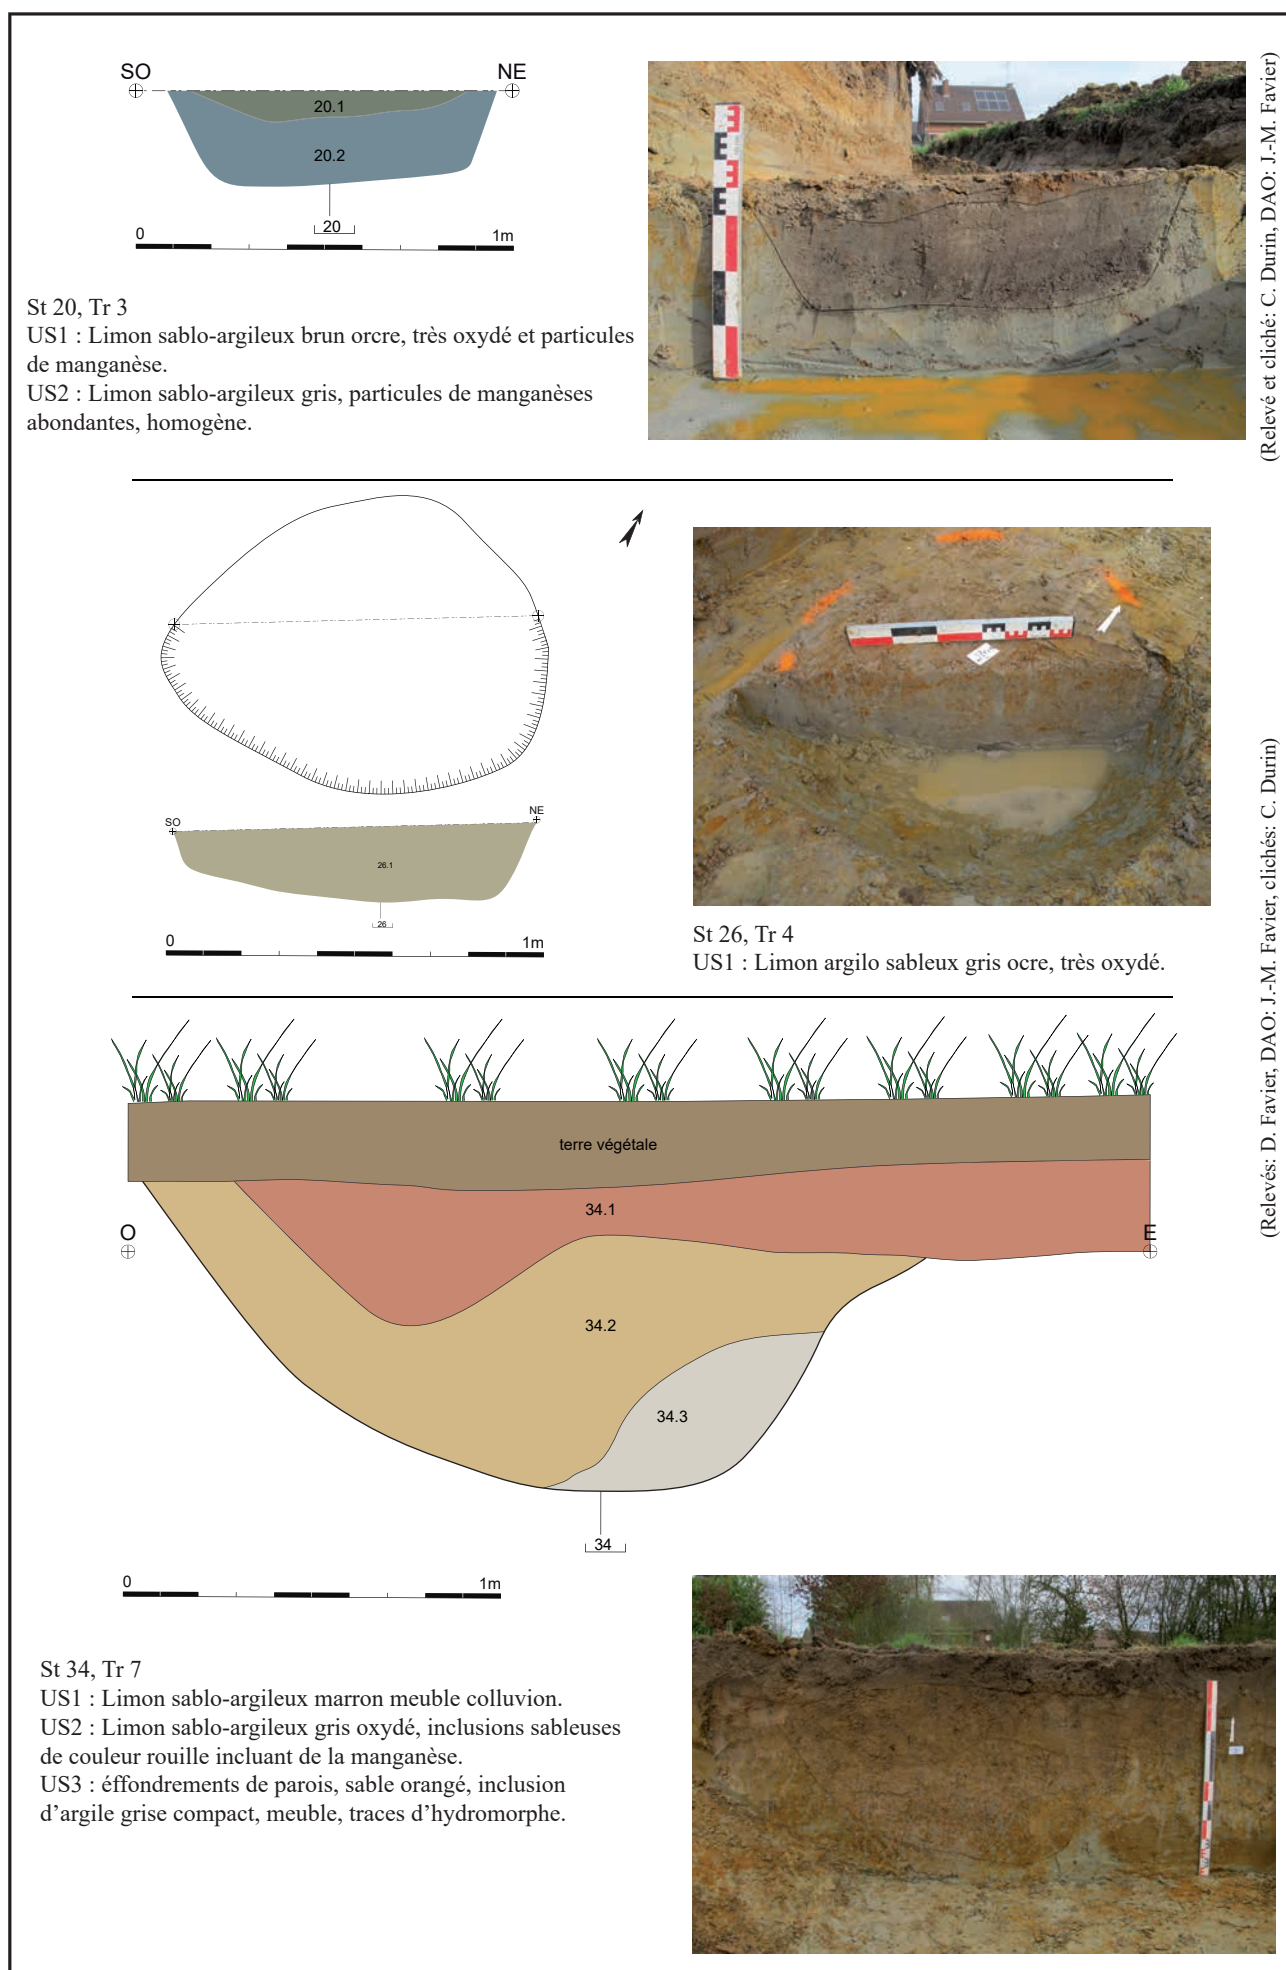 SO
NE
20.1
20.2
20
0
1m
St 20, Tr 3
US1 : Limon sablo-argileux brun orcre, très oxydé et particules
de manganèse.
US2 : Limon sablo-argileux gris, particules de manganèses
abondantes, homogène.
(Relevé et cliché: C. Durin, DAO: J.-M. Favier)
SO
NE
26.1
26
0
1m
St 26, Tr 4
US1 : Limon argilo sableux gris ocre, très oxydé.
(Relevés: D. Favier, DAO: J.-M. Favier, clichés: C. Durin)
terre végétale
34.1
O
E
34.2
34.3
34
0
1m
St 34, Tr 7
US1 : Limon sablo-argileux marron meuble colluvion.
US2 : Limon sablo-argileux gris oxydé, inclusions sableuses
de couleur rouille incluant de la manganèse.
US3 : éffondrements de parois, sable orangé, inclusion
d’argile grise compact, meuble, traces d’hydromorphe.